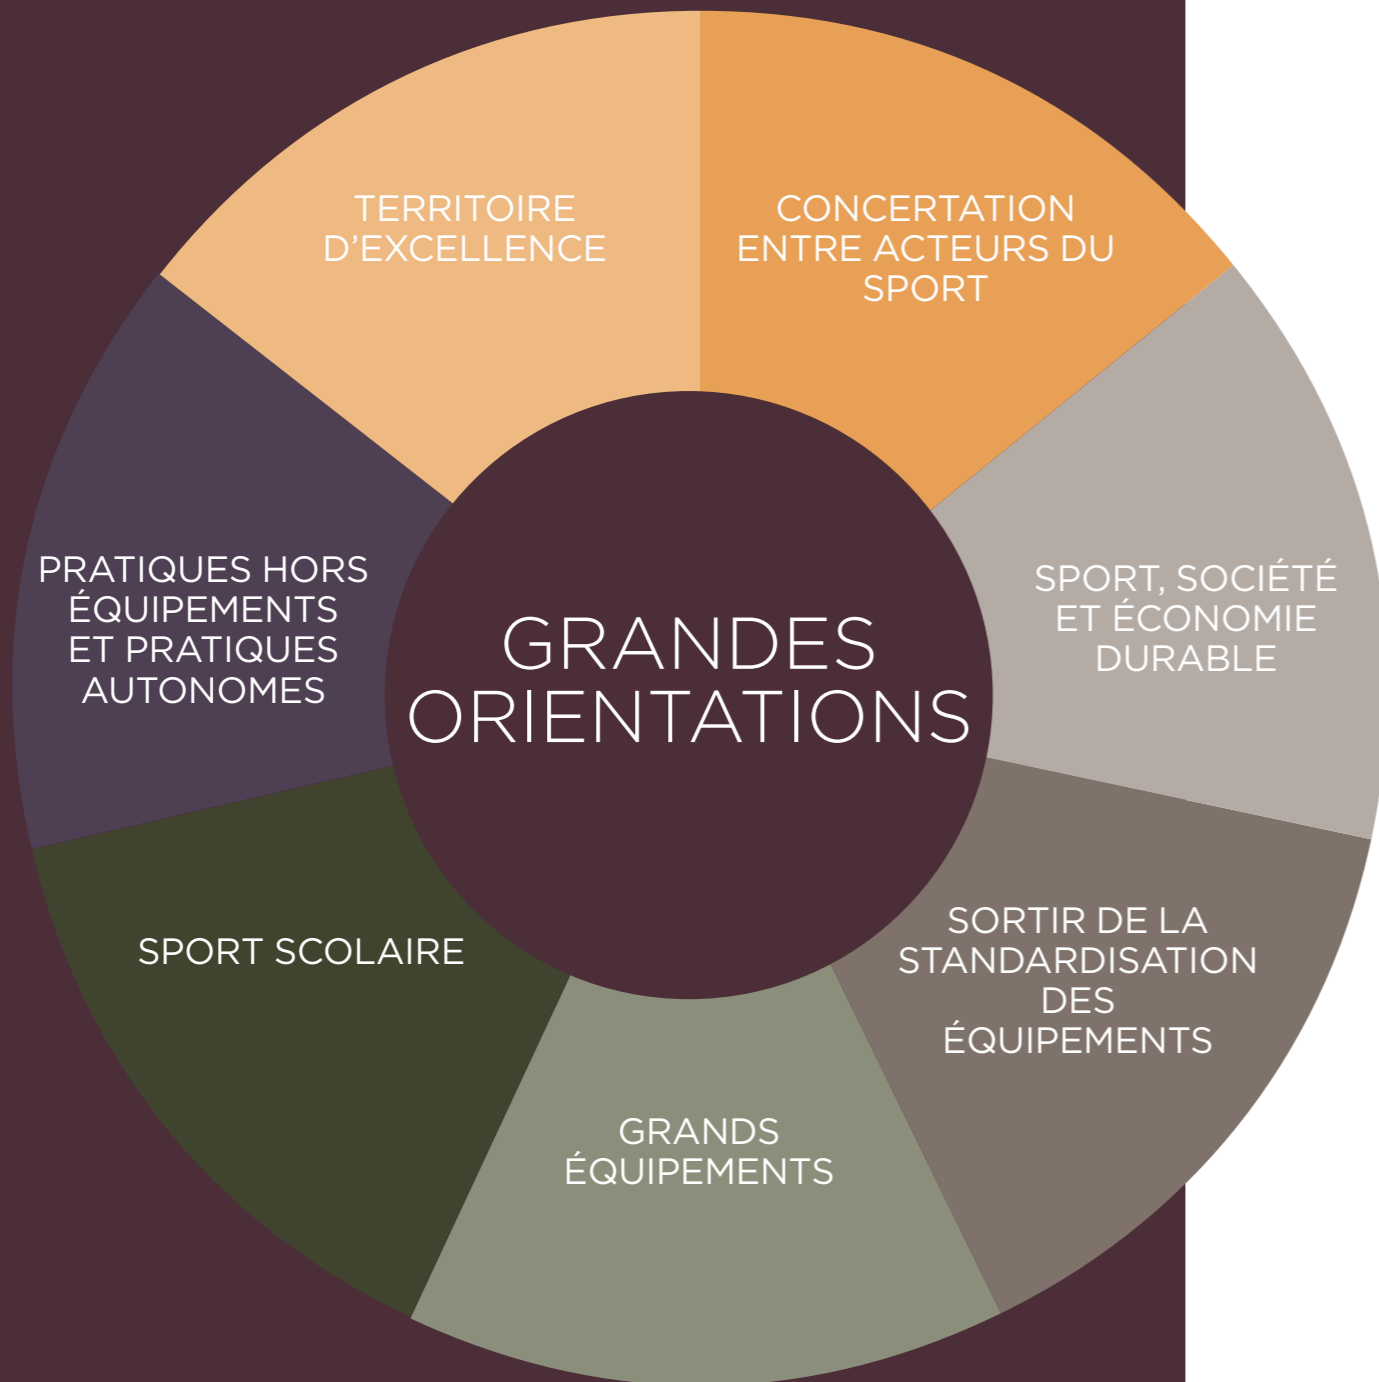 TERRITOIRE
D'EXCELLENCE
CONCERTATION
ENTRE ACTEURS DU
SPORT
PRATIQUES HORS
ÉQUIPEMENTS
ET PRATIQUES
AUTONOMES
GRANDES
ORIENTATIONS
SPORT, SOCIÉTÉ
ET ÉCONOMIE
DURABLE
SPORT SCOLAIRE
SORTIR DE LA
STANDARDISATION
DES
ÉQUIPEMENTS
GRANDS
ÉQUIPEMENTS